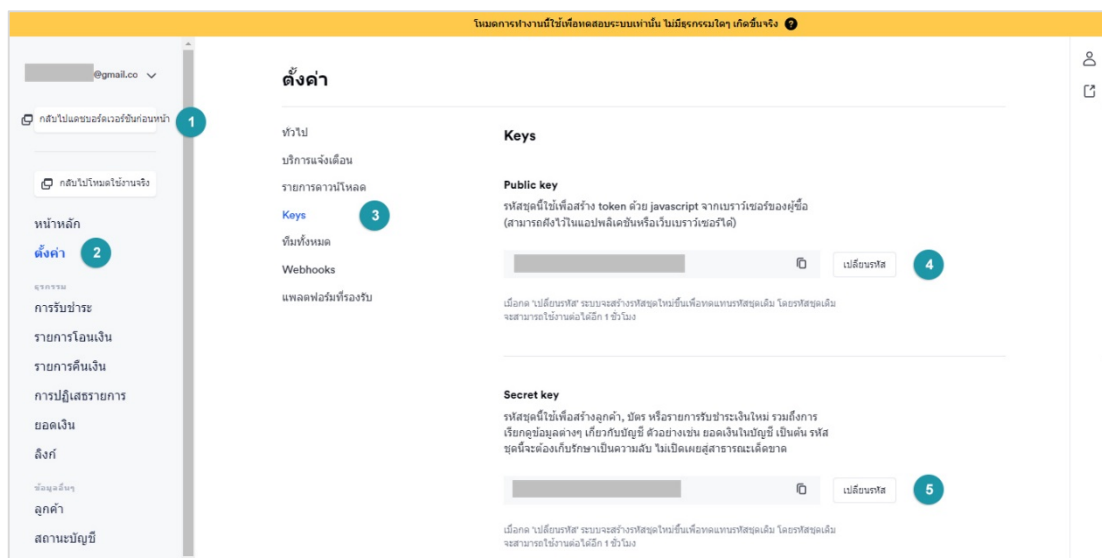 โหมดการทำงานนี้ใช้เพื่อทดสอบระบบเท่านั้น ไม่มีธุรกรรมใดๆ เกิดขึ้นจริง ?
@gmail.co
กลับไปแดชบอร์ดเวอร์ชันก่อนหน้า
1
กลับไปโหมดใช้งานจริง
หน้าหลัก
ตั้งค่า
2
ธุรกรรม
การรับชำระ
รายการโอนเงิน
รายการคืนเงิน
การปฏิเสธรายการ
ยอดเงิน
ลิงก์
ข้อมูลอื่นๆ
ลูกค้า
สถานะบัญชี
ตั้งค่า
ทั่วไป
บริการแจ้งเตือน
รายการดาวน์โหลด
Keys
3
ทีมทั้งหมด
Webhooks
แพลตฟอร์มที่รองรับ
Keys
Public key
รหัสชุดนี้ใช้เพื่อสร้าง token ด้วย javascript จากเบราว์เซอร์ของผู้ซื้อ
(สามารถฝังไว้ในแอปพลิเคชันหรือเว็บเบราว์เซอร์ได้)
เปลี่ยนรหัส
4
เมื่อกด 'เปลี่ยนรหัส' ระบบจะสร้างรหัสชุดใหม่ขึ้นเพื่อทดแทนรหัสชุดเดิม โดยรหัสชุดเดิม
จะสามารถใช้งานต่อได้อีก 1 ชั่วโมง
Secret key
รหัสชุดนี้ใช้เพื่อสร้างลูกค้า, บัตร หรือรายการรับชำระเงินใหม่ รวมถึงการ
เรียกดูข้อมูลต่างๆ เกี่ยวกับบัญชี ตัวอย่างเช่น ยอดเงินในบัญชี เป็นต้น รหัส
ชุดนี้จะต้องเก็บรักษาเป็นความลับ ไม่เปิดเผยสู่สาธารณะเด็ดขาด
เปลี่ยนรหัส
5
เมื่อกด 'เปลี่ยนรหัส' ระบบจะสร้างรหัสชุดใหม่ขึ้นเพื่อทดแทนรหัสชุดเดิม โดยรหัสชุดเดิม
จะสามารถใช้งานต่อได้อีก 1 ชั่วโมง